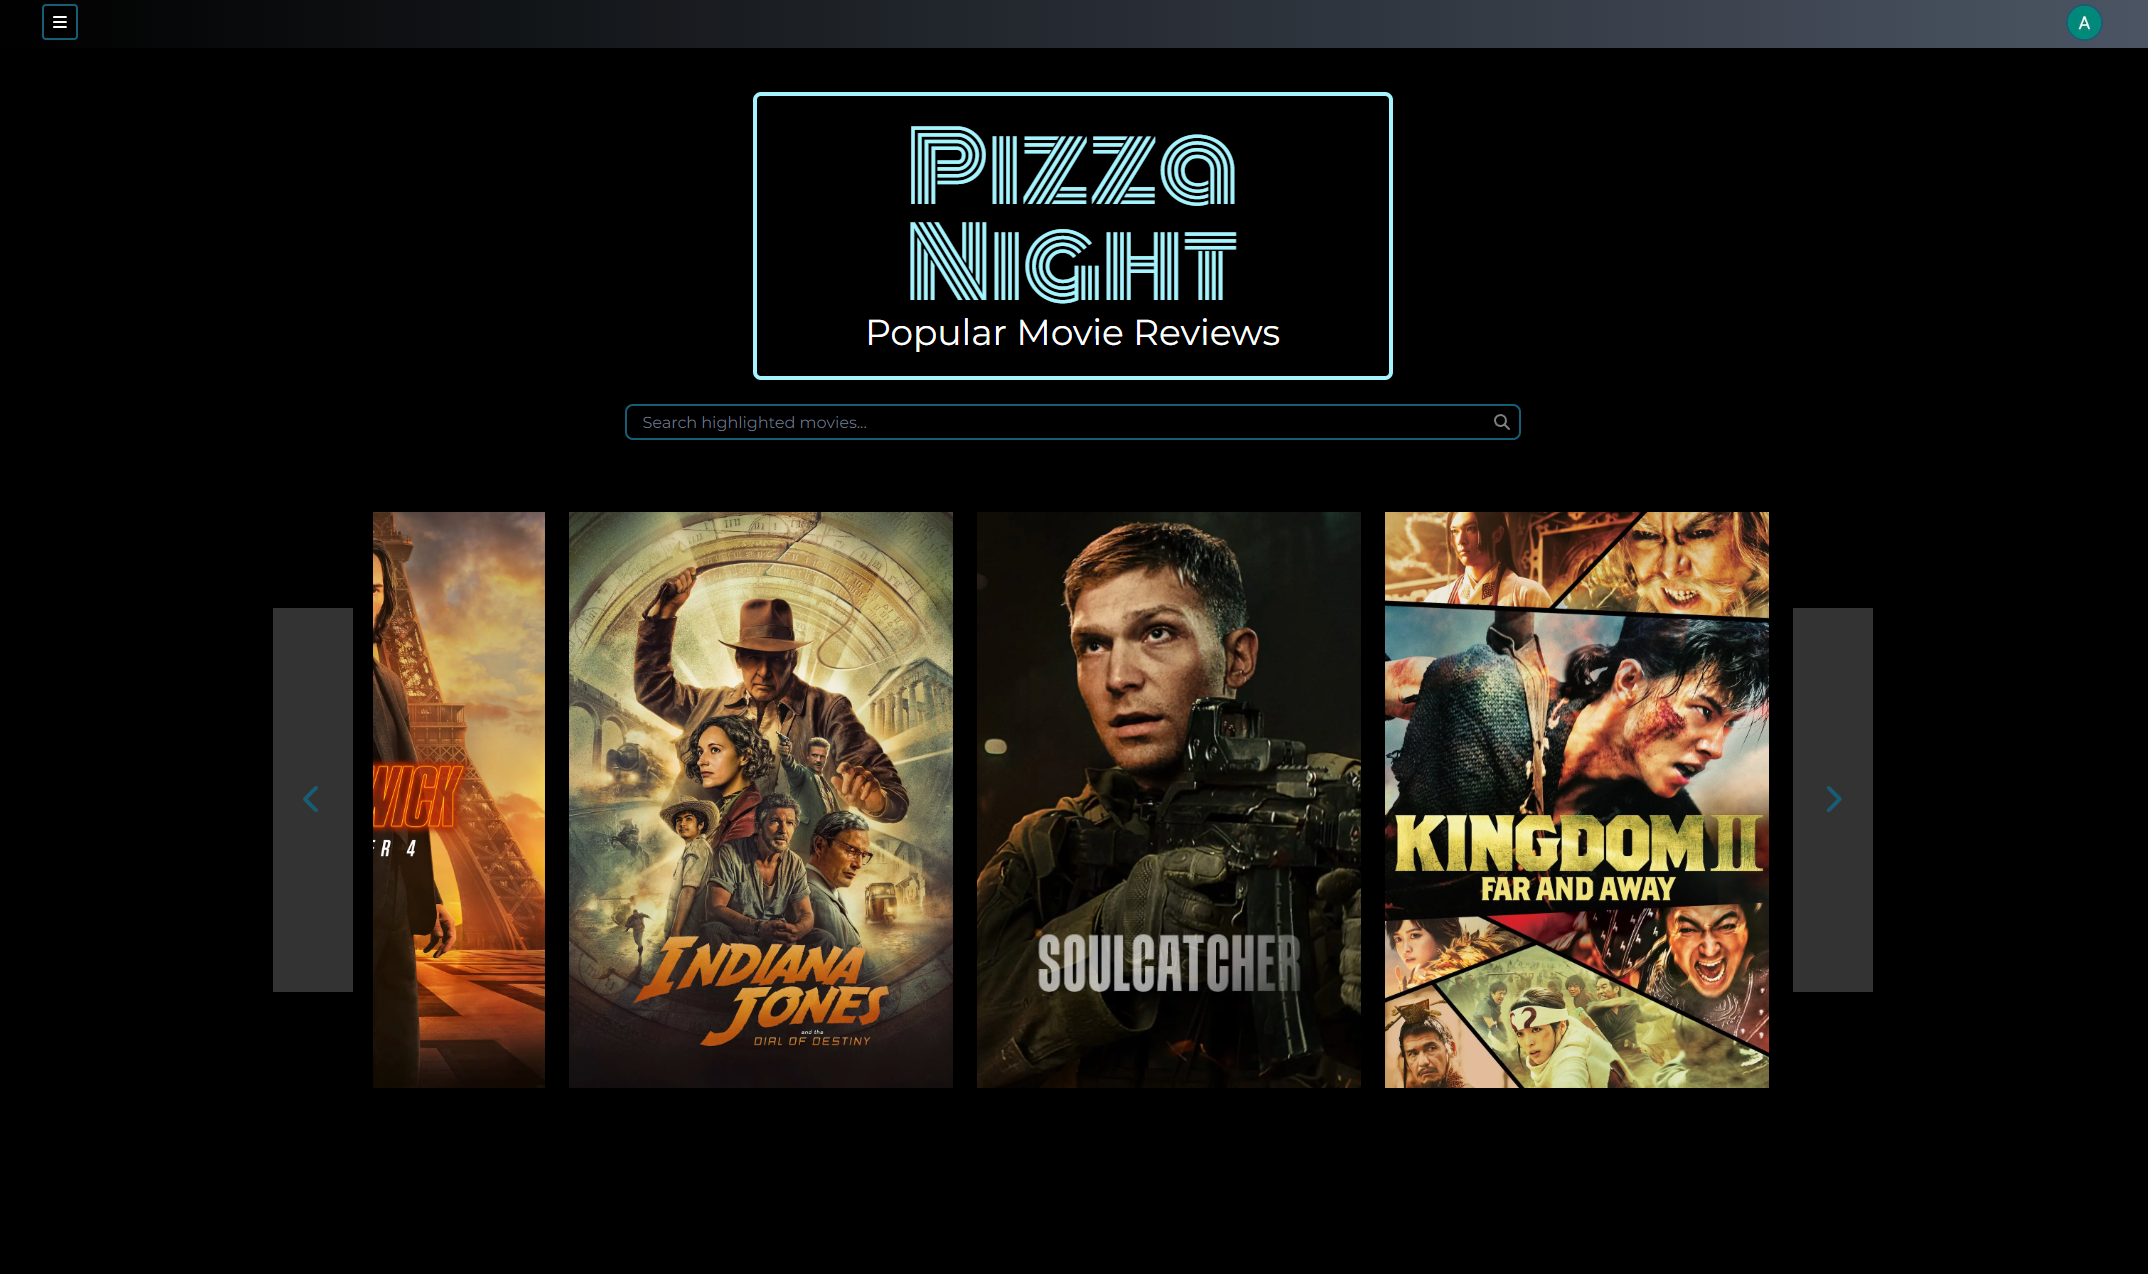 A
Pizza
Night
Popular Movie Reviews
Search highlighted movies...
WICK
ER 4
INDIANA
JONES
and the
DIAL OF DESTINY
SOULCATCHER
KINGDOM II
FAR AND AWAY